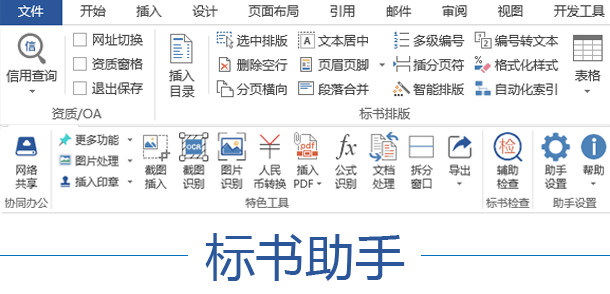 文件 开始 插入 设计 页面布局 引用 邮件 审阅 视图 开发工具
信用查询
网址切换
资质窗格
退出保存
资质/OA
插入
目录
选中排版 文本居中 多级编号 编号转文本
删除空行 页眉页脚 插分页符 格式化样式
分页横向 段落合并 智能排版 自动化索引
表格
标书排版
网络
共享
协同办公
更多功能
图片处理
插入印章
截图
插入
OCR
截图
识别
图片
识别
人民
币转换
pdf
插入
PDF
fx
公式
识别
文档
处理
拆分
窗口
导出
特色工具
检
辅助
检查
标书检查
助手
设置
帮助
助手设置
标书助手